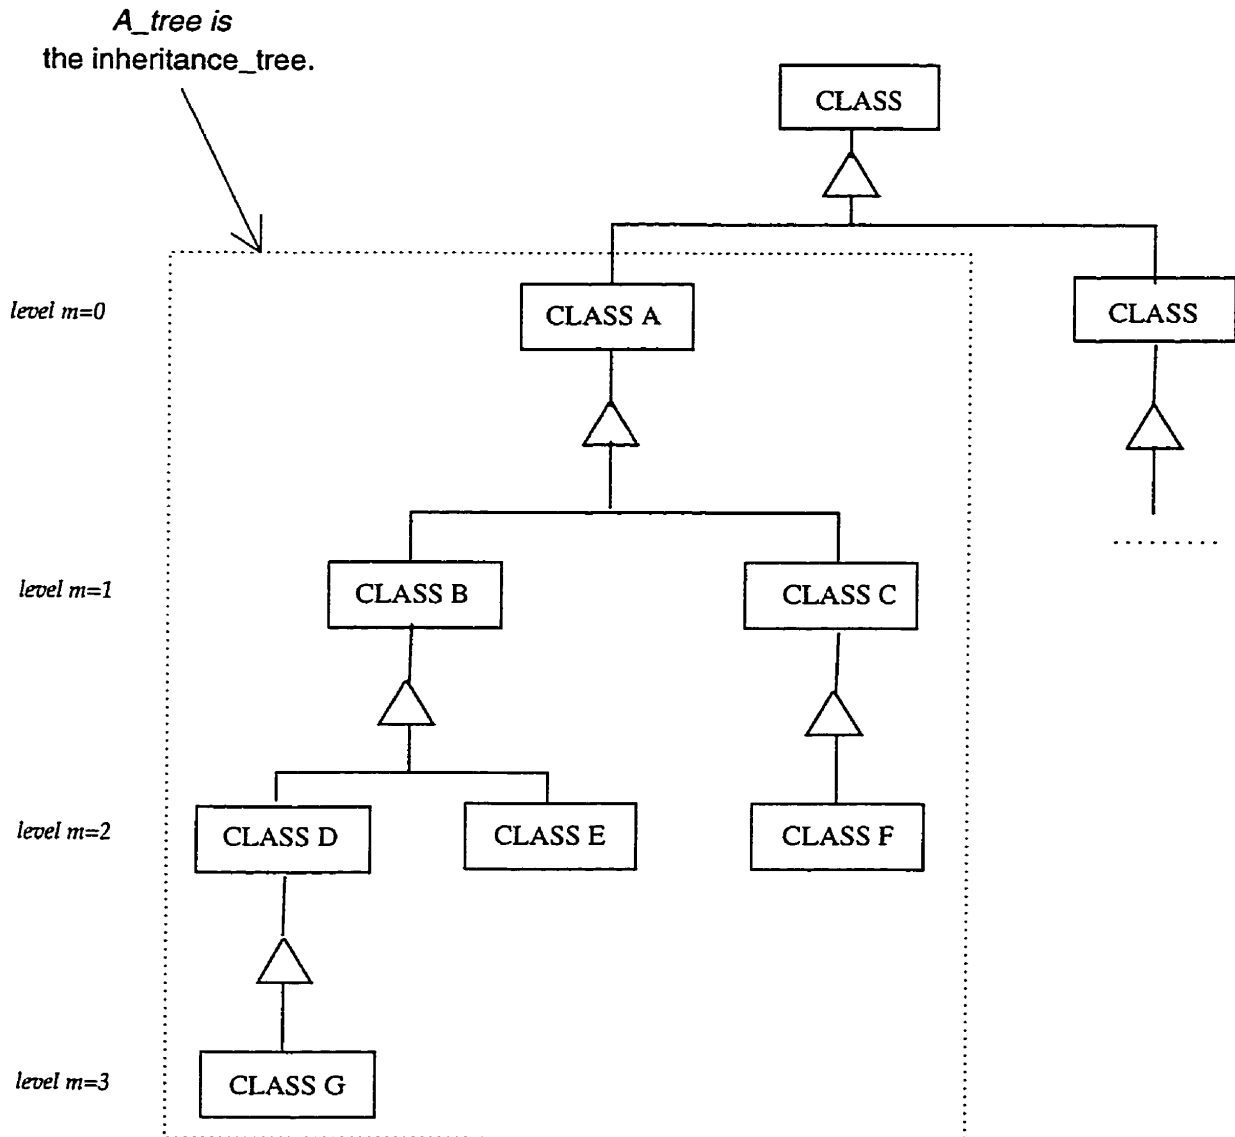 A_tree is
the inheritance_tree.
CLASS
level m=0
CLASS A
CLASS
level m=1
CLASS B
CLASS C
level m=2
CLASS D
CLASS E
CLASS F
level m=3
CLASS G